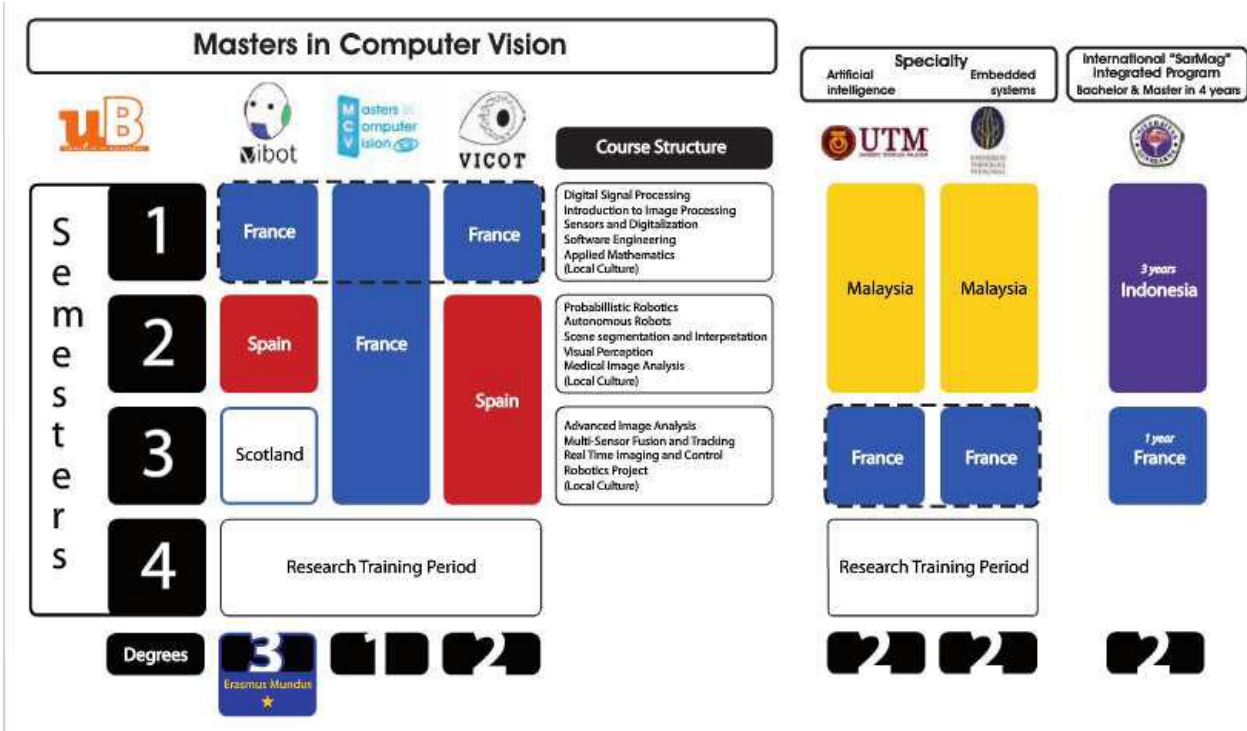 Masters in Computer Vision
Specialty
Artificial intelligence
Embedded systems
International "SarMag"
Integrated Program
Bachelor & Master in 4 years
uB
Vibot
Masters in
Computer
Vision
VICOT
Course Structure
UTM
Semesters
1
France
France
Digital Signal Processing
Introduction to Image Processing
Sensors and Digitalization
Software Engineering
Applied Mathematics
(Local Culture)
Malaysia
Malaysia
3 years
Indonesia
2
Spain
France
Spain
Probabillistic Robotics
Autonomous Robots
Scene segmentation and Interpretation
Visual Perception
Medical Image Analysis
(Local Culture)
3
Scotland
Advanced Image Analysis
Multi-Sensor Fusion and Tracking
Real Time Imaging and Control
Robotics Project
(Local Culture)
France
France
1 year
France
4
Research Training Period
Research Training Period
Degrees
3
Erasmus Mundus
1
2
2
2
2